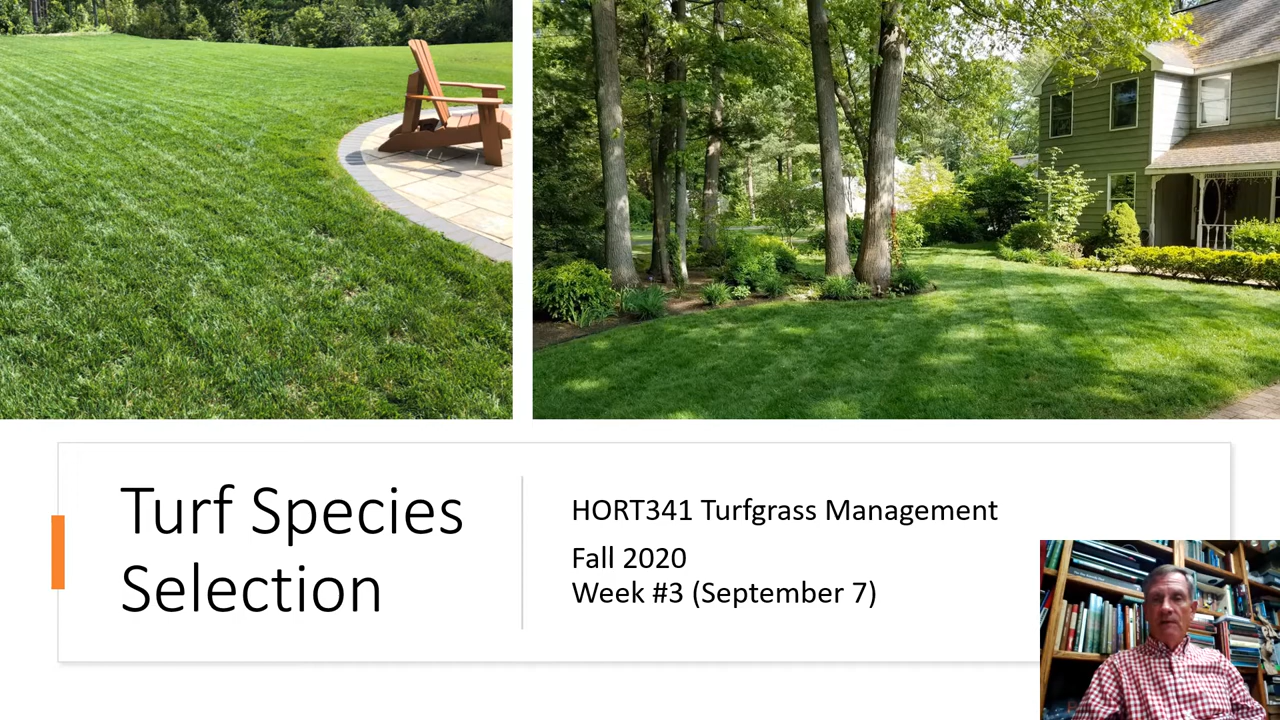 Turf Species
Selection
HORT341 Turfgrass Management
Fall 2020
Week #3 (September 7)